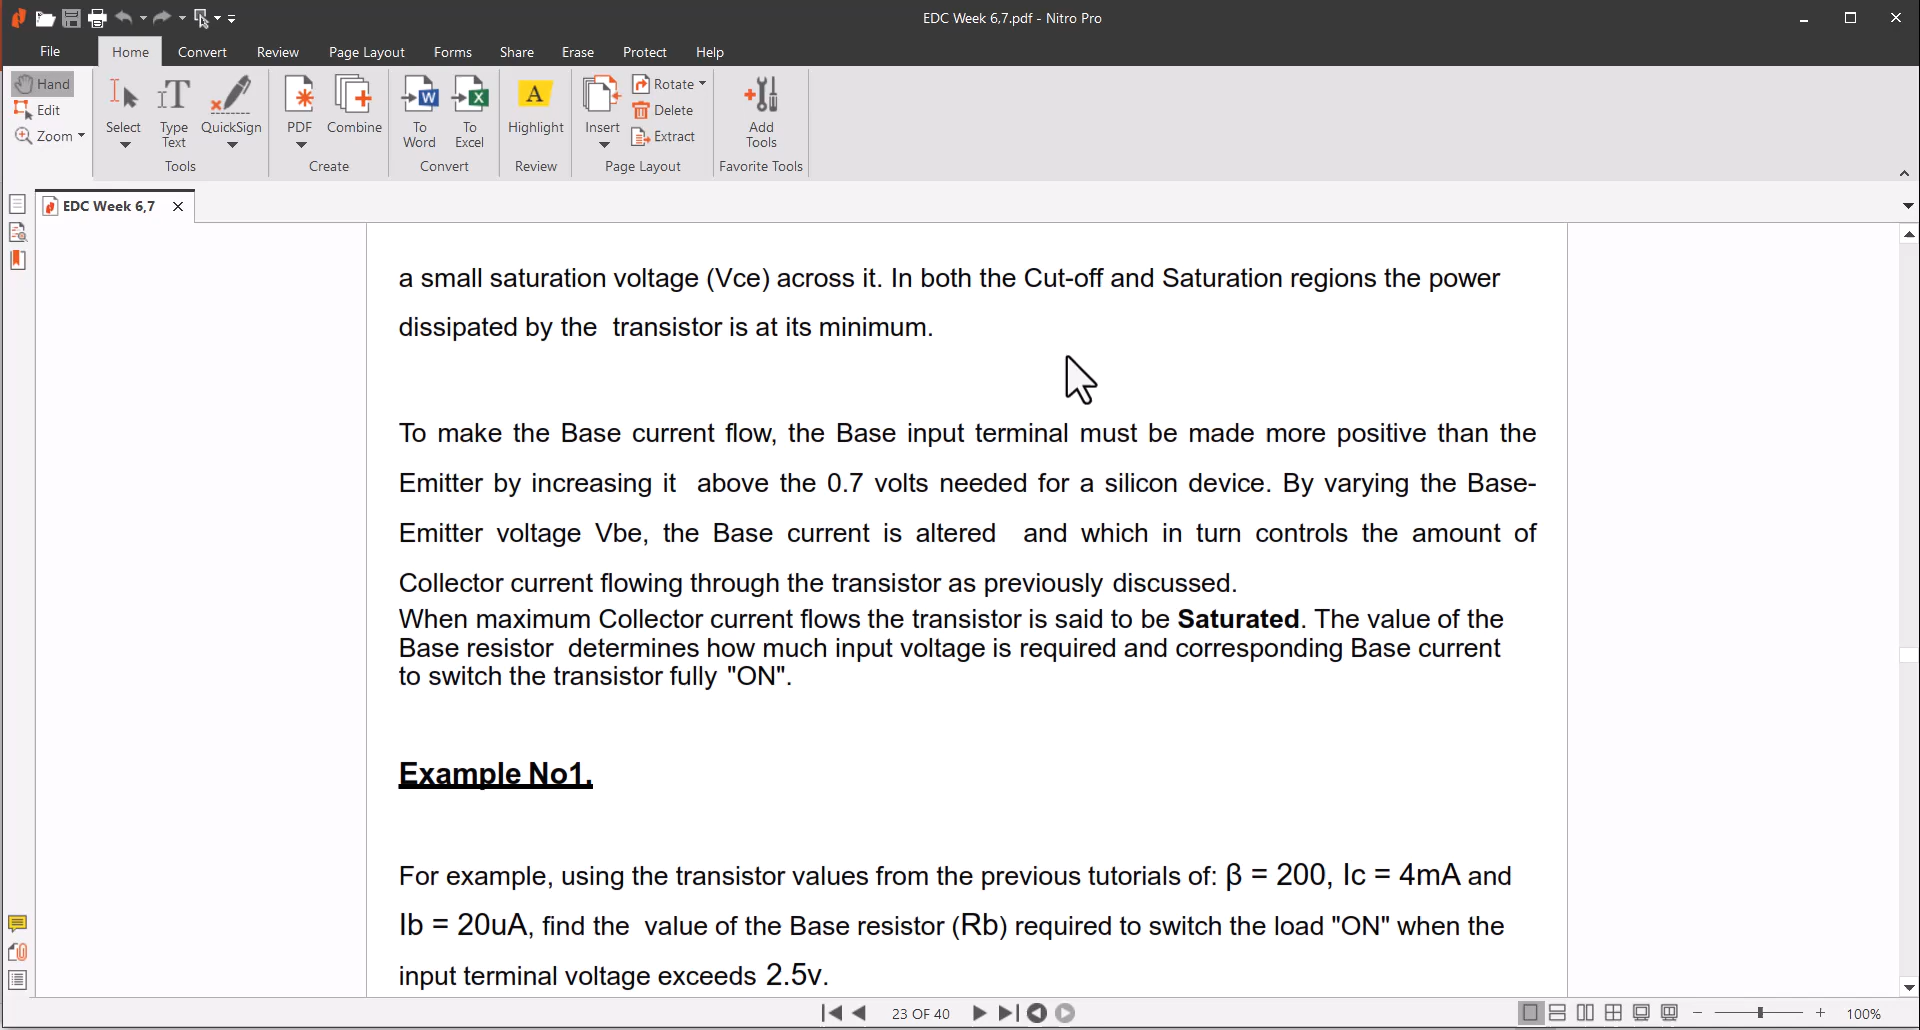 EDC Week 6,7.pdf - Nitro Pro
File Home Convert Review Page Layout Forms Share Erase Protect Help
Hand
Edit
Zoom
Select
Type Text
QuickSign
Tools
PDF
Combine
Create
To Word
To Excel
Convert
A
Highlight
Review
Insert
Rotate
Delete
Extract
Page Layout
Add Tools
Favorite Tools
EDC Week 6,7
a small saturation voltage (Vce) across it. In both the Cut-off and Saturation regions the power
dissipated by the transistor is at its minimum.
To make the Base current flow, the Base input terminal must be made more positive than the
Emitter by increasing it above the 0.7 volts needed for a silicon device. By varying the Base-
Emitter voltage Vbe, the Base current is altered and which in turn controls the amount of
Collector current flowing through the transistor as previously discussed.
When maximum Collector current flows the transistor is said to be Saturated. The value of the
Base resistor determines how much input voltage is required and corresponding Base current
to switch the transistor fully "ON".
Example No1.
For example, using the transistor values from the previous tutorials of: β = 200, Ic = 4mA and
Ib = 20uA, find the value of the Base resistor (Rb) required to switch the load "ON" when the
input terminal voltage exceeds 2.5v.
23 OF 40
100%